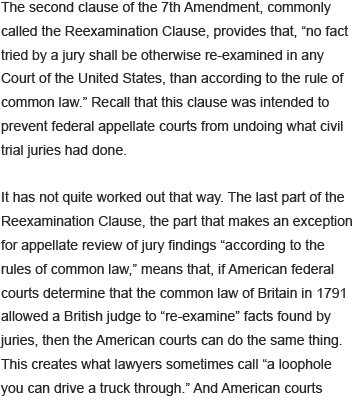 The second clause of the 7th Amendment, commonly
called the Reexamination Clause, provides that, “no fact
tried by a jury shall be otherwise re-examined in any
Court of the United States, than according to the rule of
common law.” Recall that this clause was intended to
prevent federal appellate courts from undoing what civil
trial juries had done.
It has not quite worked out that way. The last part of the
Reexamination Clause, the part that makes an exception
for appellate review of jury findings “according to the
rules of common law,” means that, if American federal
courts determine that the common law of Britain in 1791
allowed a British judge to “re-examine” facts found by
juries, then the American courts can do the same thing.
This creates what lawyers sometimes call “a loophole
you can drive a truck through.” And American courts